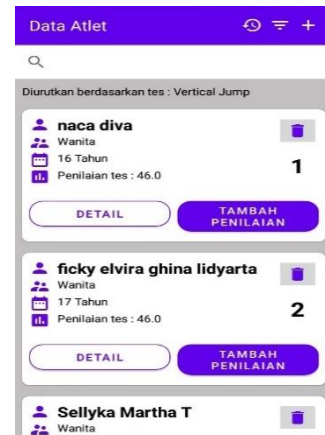 Data Atlet
Diurutkan berdasarkan tes : Vertical Jump
naca diva
Wanita
16 Tahun
1
Penilaian tes : 46.0
DETAIL
TAMBAH
PENILAIAN
ficky elvira ghina lidyarta
Wanita
17 Tahun
2
Penilaian tes : 46.0
DETAIL
TAMBAH
PENILAIAN
Sellyka Martha T
Wanita